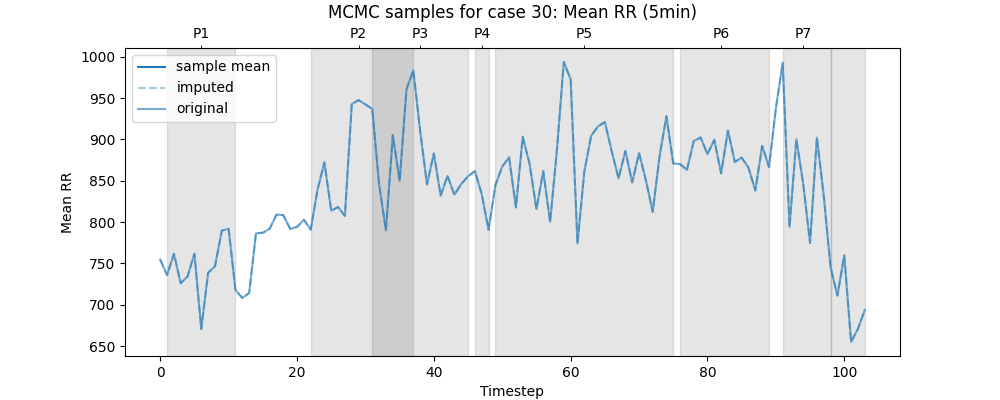 MCMC samples for case 30: Mean RR (5min)
P1 P2 P3 P4 P5 P6 P7
sample mean
imputed
original
1000
950
900
850
800
750
700
650
Mean RR
0 20 40 60 80 100
Timestep